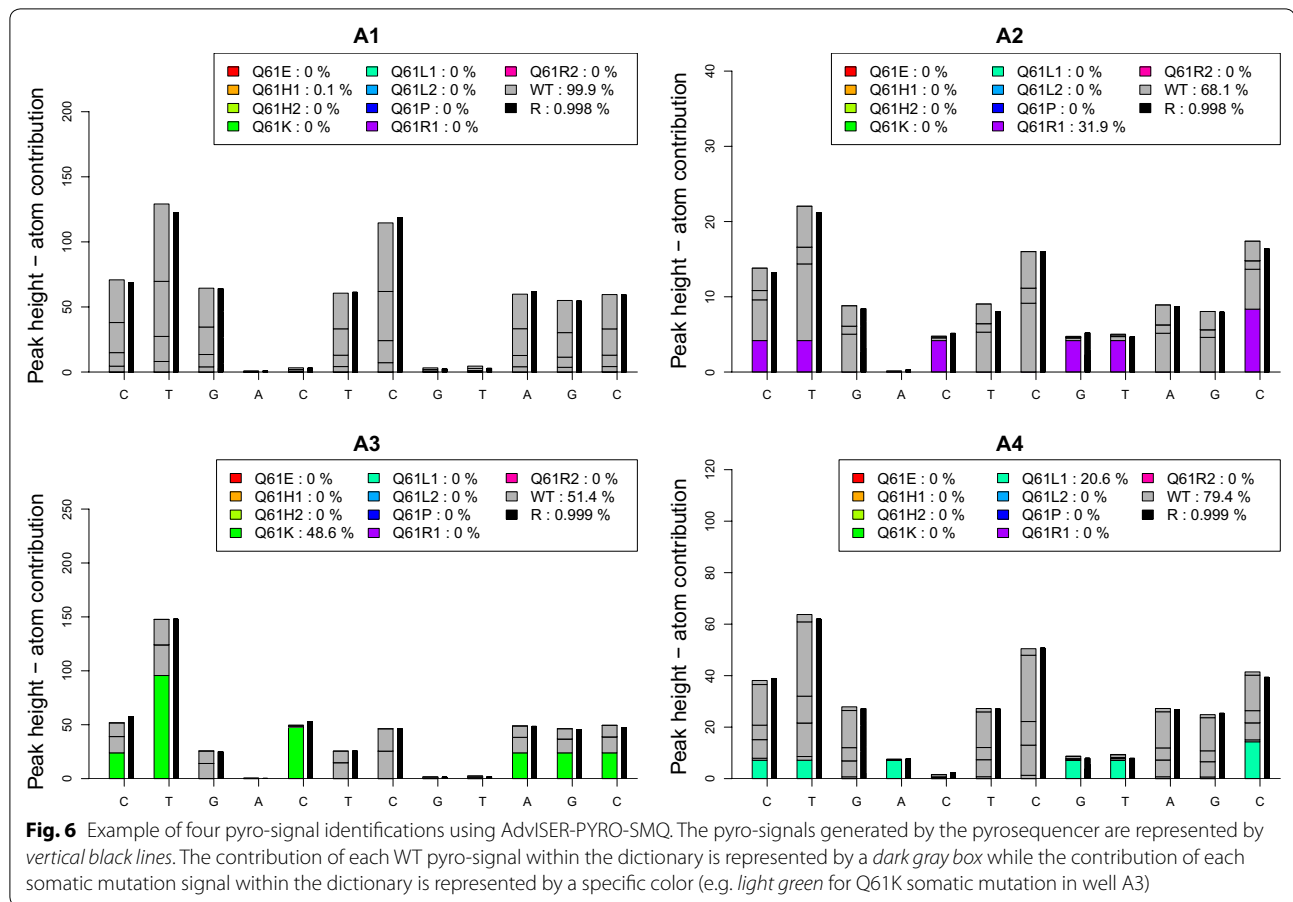 A1
Q61E : 0 %
Q61H1 : 0.1 %
Q61H2 : 0 %
Q61K : 0 %
Q61L1 : 0 %
Q61L2 : 0 %
Q61P : 0 %
Q61R1 : 0 %
Q61R2 : 0 %
WT : 99.9 %
R : 0.998 %
Peak height – atom contribution
200
150
100
50
0
C T G A C T C G T A G C
A2
Q61E : 0 %
Q61H1 : 0 %
Q61H2 : 0 %
Q61K : 0 %
Q61L1 : 0 %
Q61L2 : 0 %
Q61P : 0 %
Q61R1 : 31.9 %
Q61R2 : 0 %
WT : 68.1 %
R : 0.998 %
Peak height – atom contribution
40
30
20
10
0
C T G A C T C G T A G C
A3
Q61E : 0 %
Q61H1 : 0 %
Q61H2 : 0 %
Q61K : 48.6 %
Q61L1 : 0 %
Q61L2 : 0 %
Q61P : 0 %
Q61R1 : 0 %
Q61R2 : 0 %
WT : 51.4 %
R : 0.999 %
Peak height – atom contribution
250
200
150
100
50
0
C T G A C T C G T A G C
A4
Q61E : 0 %
Q61H1 : 0 %
Q61H2 : 0 %
Q61K : 0 %
Q61L1 : 20.6 %
Q61L2 : 0 %
Q61P : 0 %
Q61R1 : 0 %
Q61R2 : 0 %
WT : 79.4 %
R : 0.999 %
Peak height – atom contribution
120
100
80
60
40
20
0
C T G A C T C G T A G C
Fig. 6 Example of four pyro-signal identifications using AdvISER-PYRO-SMQ. The pyro-signals generated by the pyrosequencer are represented by
vertical black lines. The contribution of each WT pyro-signal within the dictionary is represented by a dark gray box while the contribution of each
somatic mutation signal within the dictionary is represented by a specific color (e.g. light green for Q61K somatic mutation in well A3)